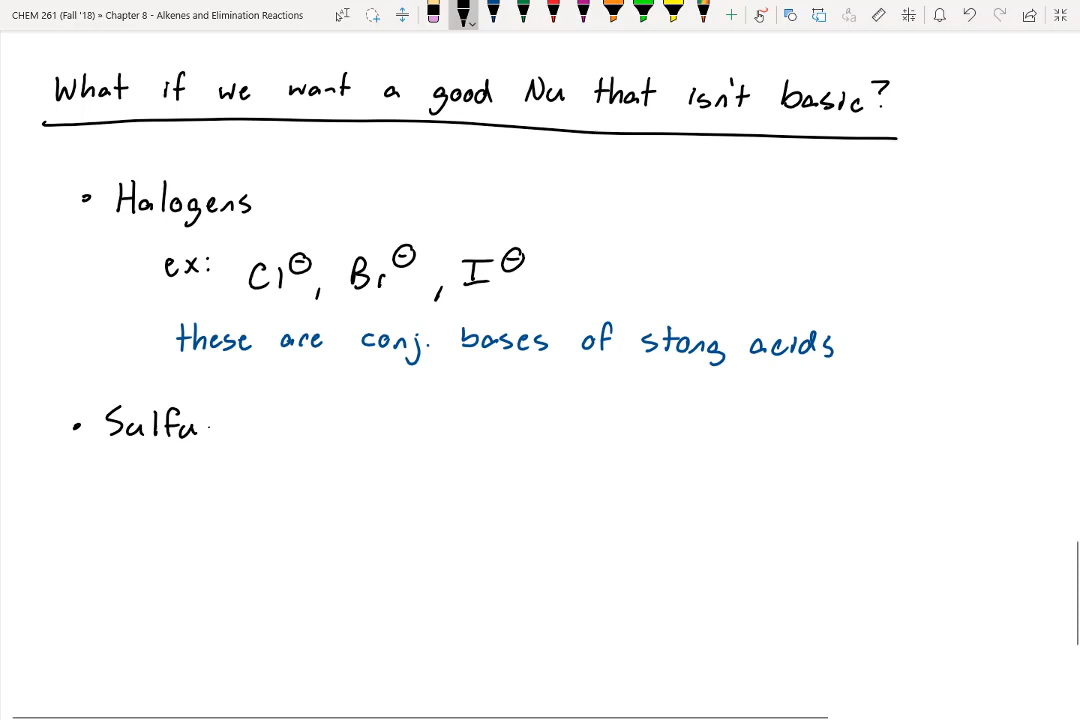 CHEM 261 (Fall '18) » Chapter 8 - Alkenes and Elimination Reactions
What if we want a good Nu that isn't basic?
• Halogens
ex: Cl⊖, Br⊖, I⊖
these are conj. bases of stong acids
• Sulfu